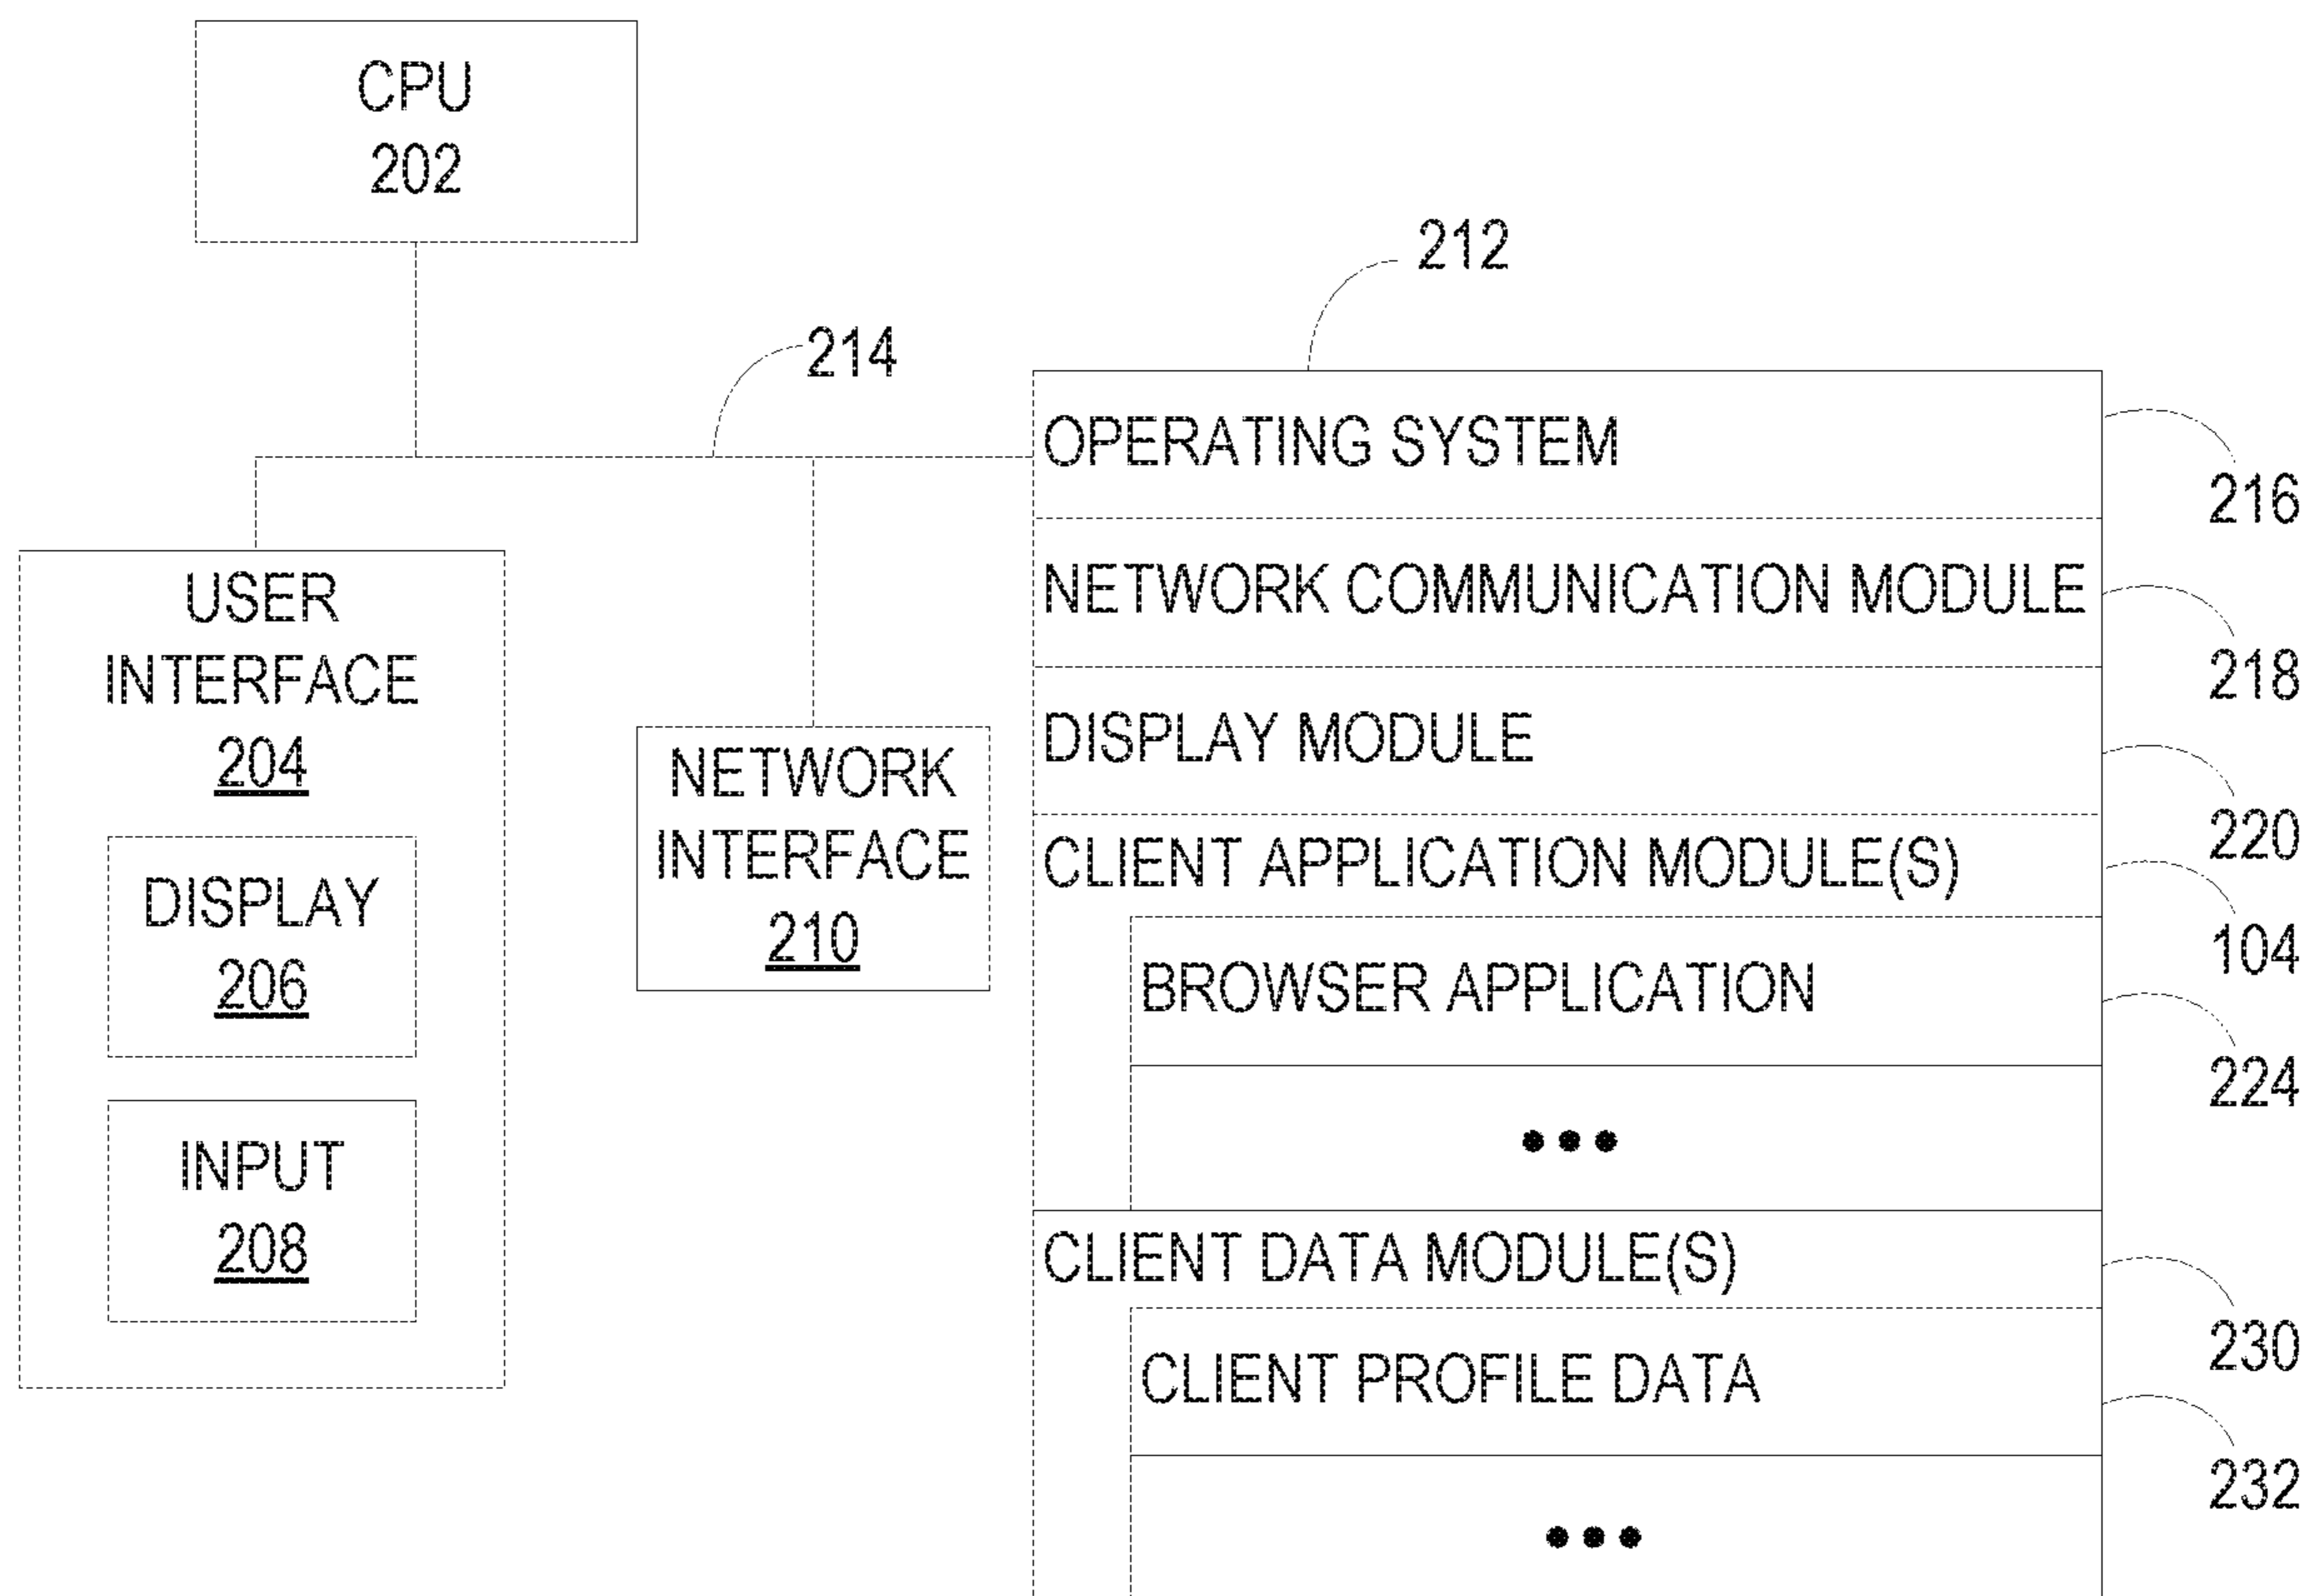 CPU
202
212
214
OPERATING SYSTEM
216
NETWORK COMMUNICATION MODULE
218
DISPLAY MODULE
220
CLIENT APPLICATION MODULE(S)
104
BROWSER APPLICATION
224
•••
CLIENT DATA MODULE(S)
230
CLIENT PROFILE DATA
232
•••
USER
INTERFACE
204
DISPLAY
206
INPUT
208
NETWORK
INTERFACE
210